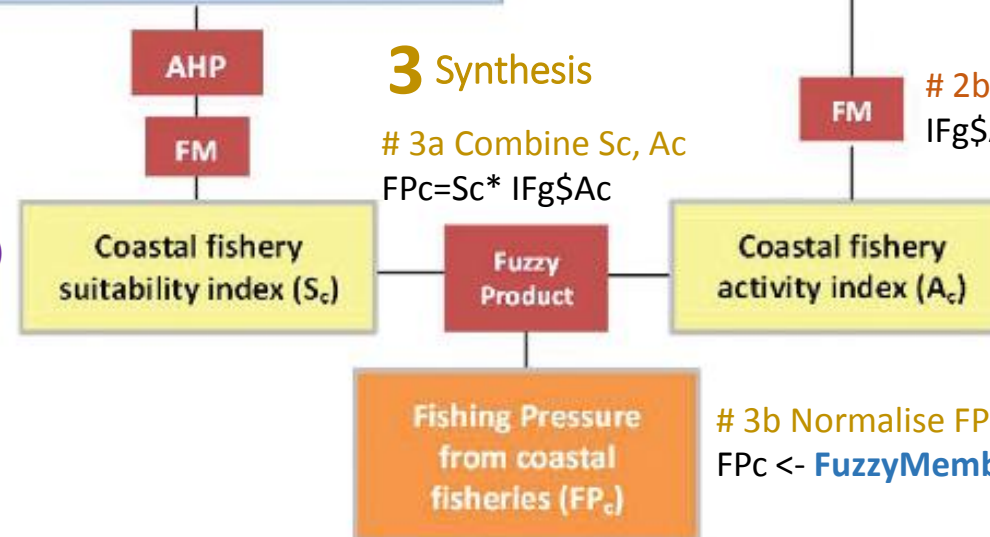 AHP
3 Synthesis
FM
# 3a Combine Sc, Ac
FPc=Sc* IFg$Ac
FM
# 2b
IFg$
Coastal fishery
suitability index (Sc)
Fuzzy
Product
Coastal fishery
activity index (Ac)
Fishing Pressure
from coastal
fisheries (FPc)
# 3b Normalise FP
FPc <- FuzzyMemb